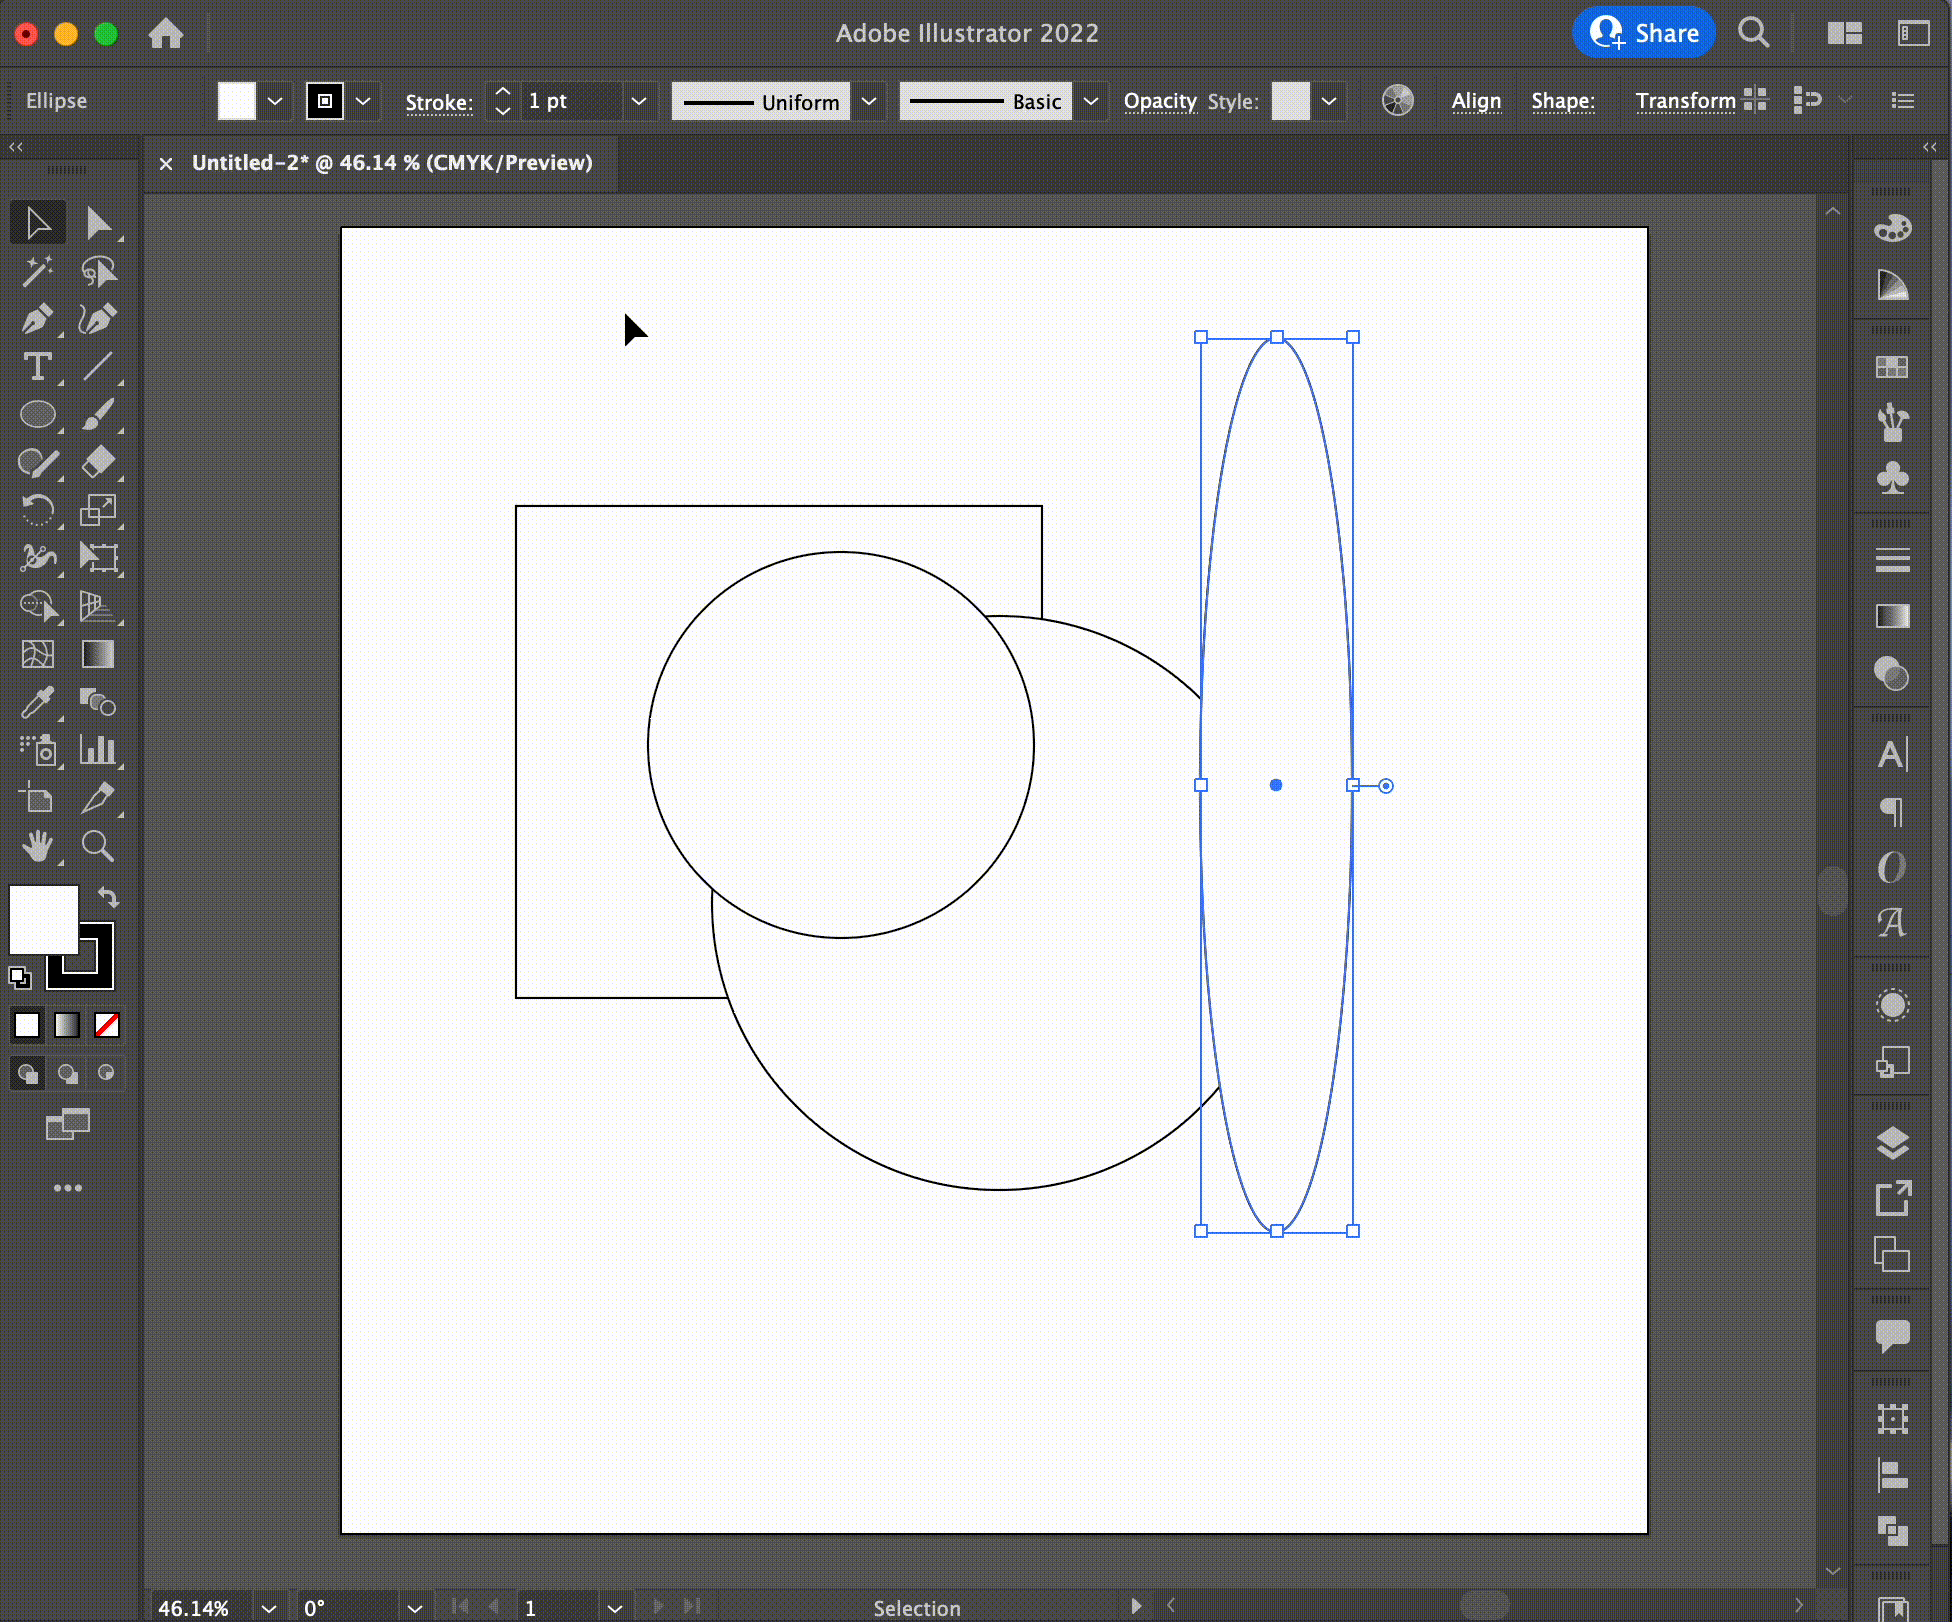 Adobe Illustrator 2022
Share
Ellipse
Stroke:
1 pt
Uniform
Basic
Opacity
Style:
Align
Shape:
Transform
Untitled-2* @ 46.14 % (CMYK/Preview)
46.14%
0°
1
Selection